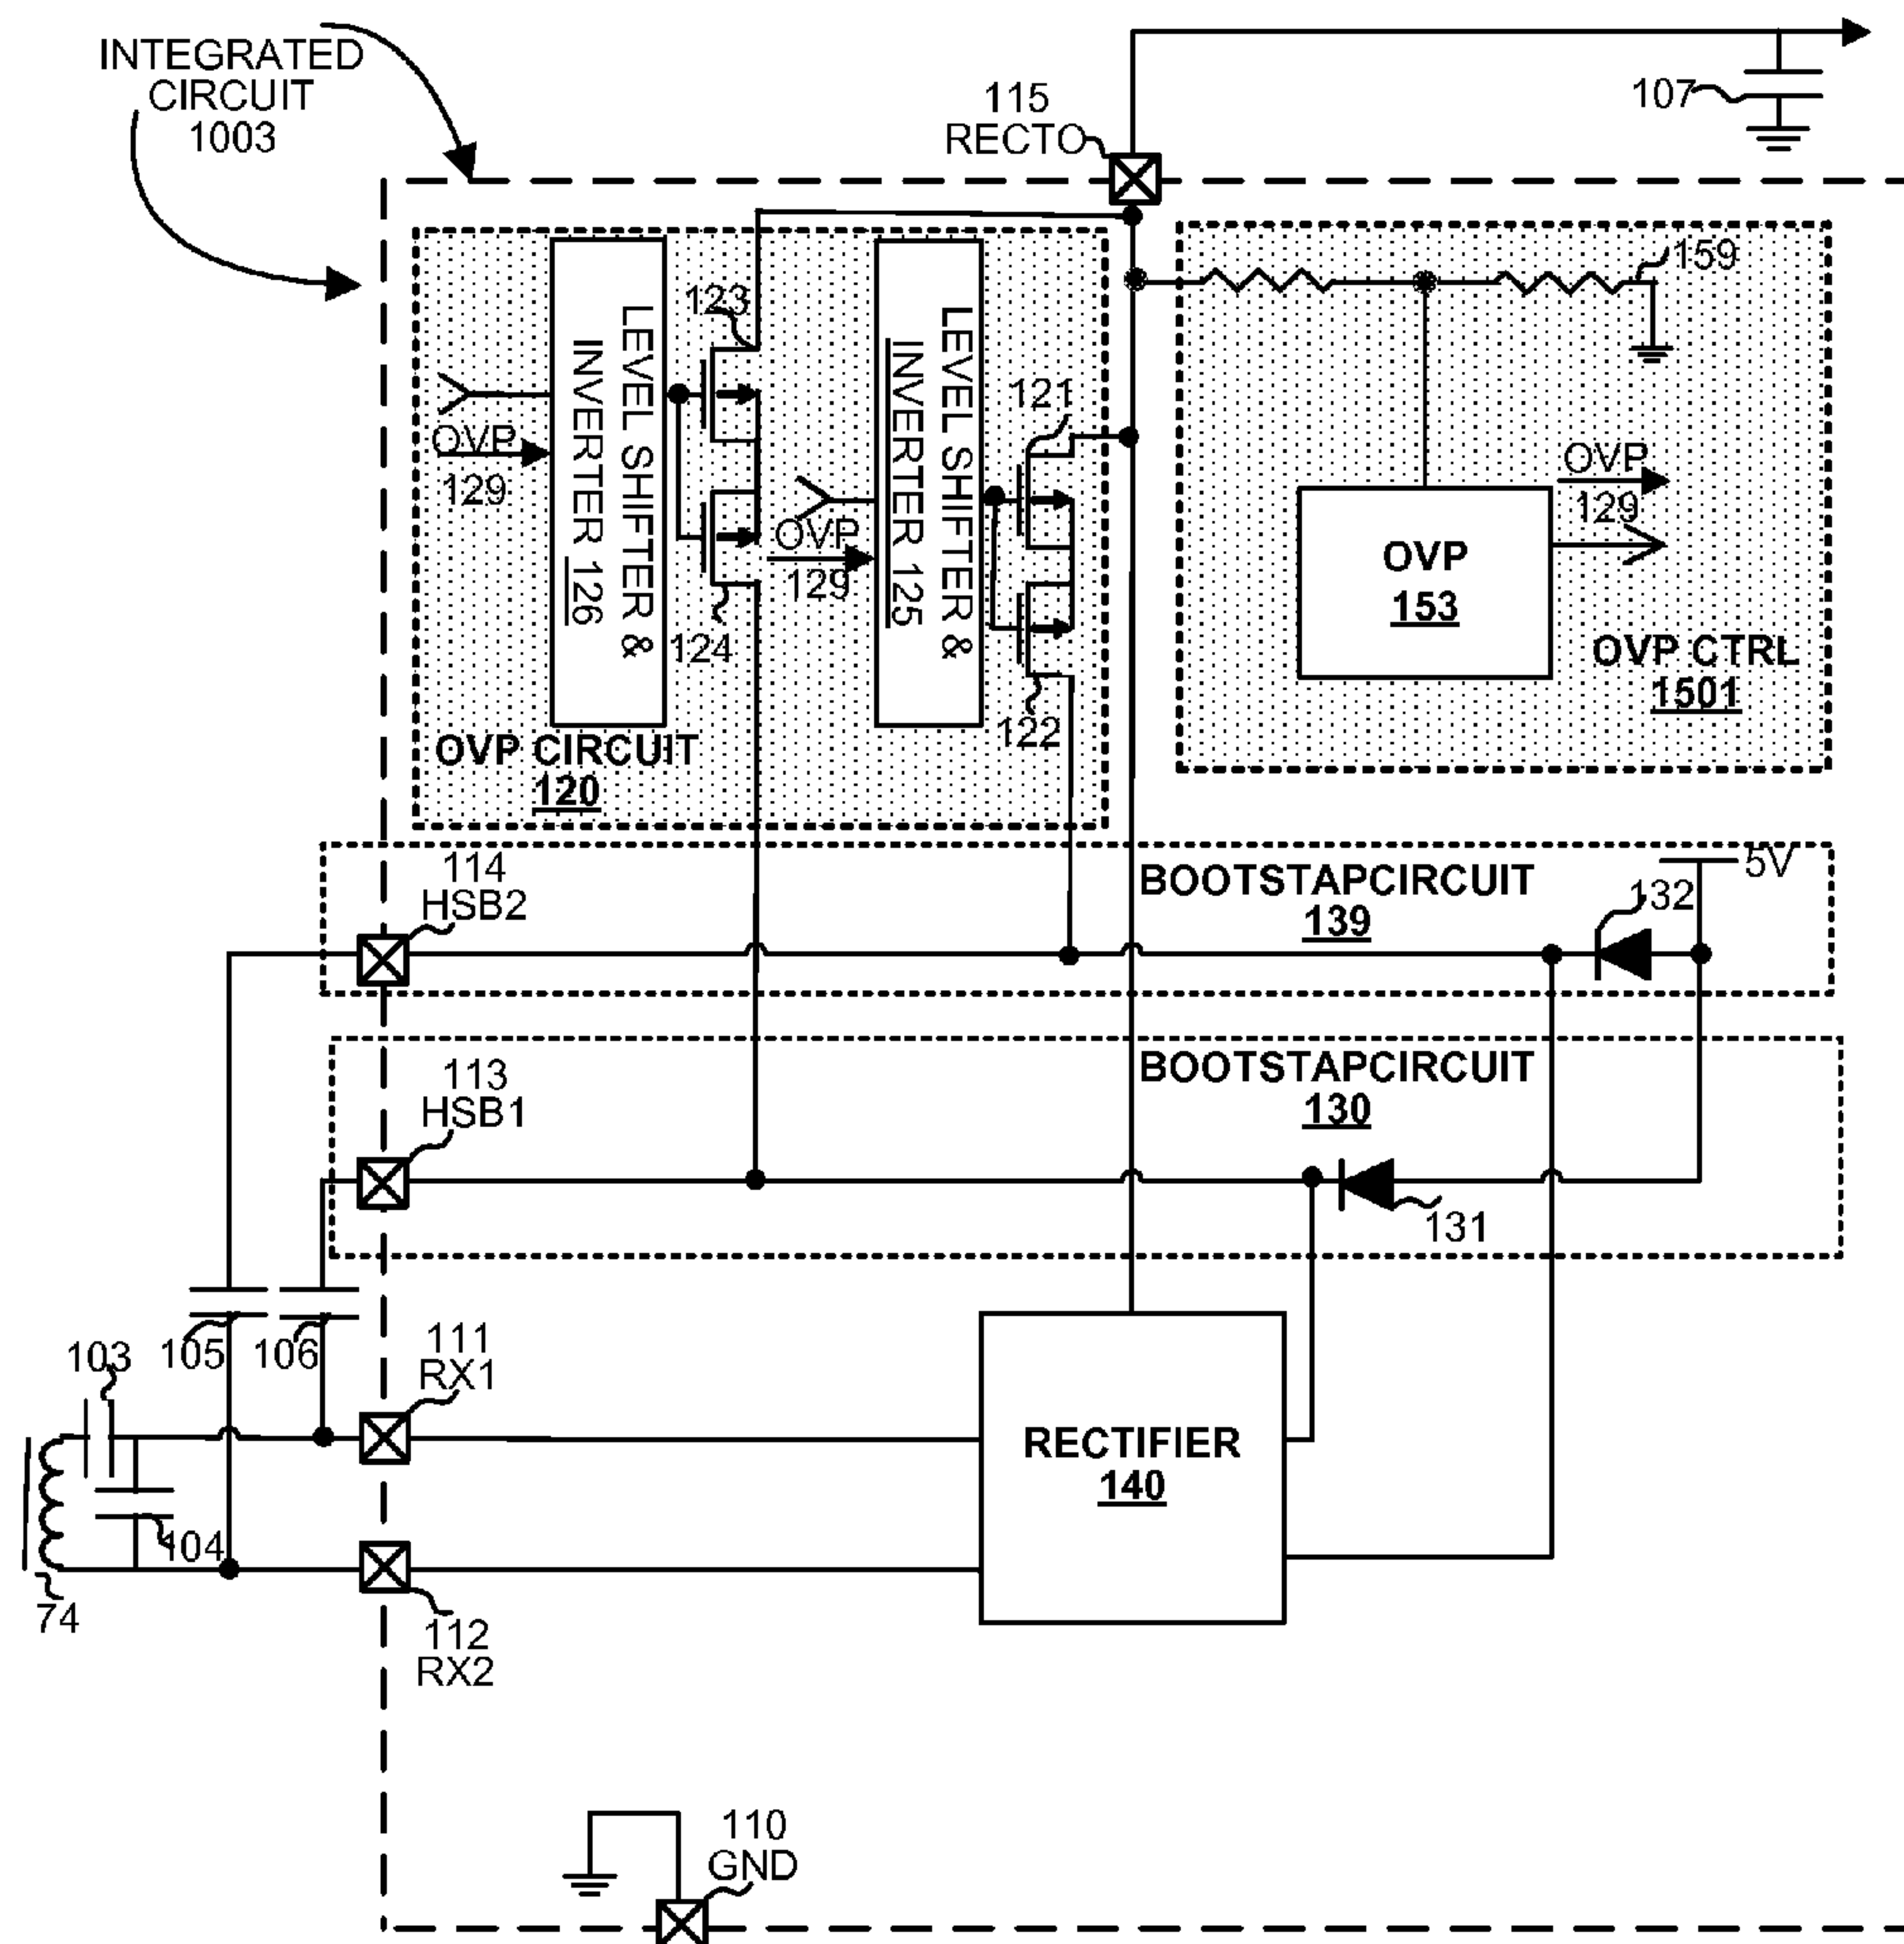 INTEGRATED
CIRCUIT
1003
115
RECTO
107
159
123
LEVEL SHIFTER &
INVERTER 126
OVP
129
124
LEVEL SHIFTER &
INVERTER 125
OVP
129
121
122
OVP CIRCUIT
120
OVP
129
OVP
153
OVP CTRL
1501
114
HSB2
BOOTSTAPCIRCUIT
139
132
5V
113
HSB1
BOOTSTAPCIRCUIT
130
131
105
106
103
104
74
111
RX1
112
RX2
RECTIFIER
140
110
GND